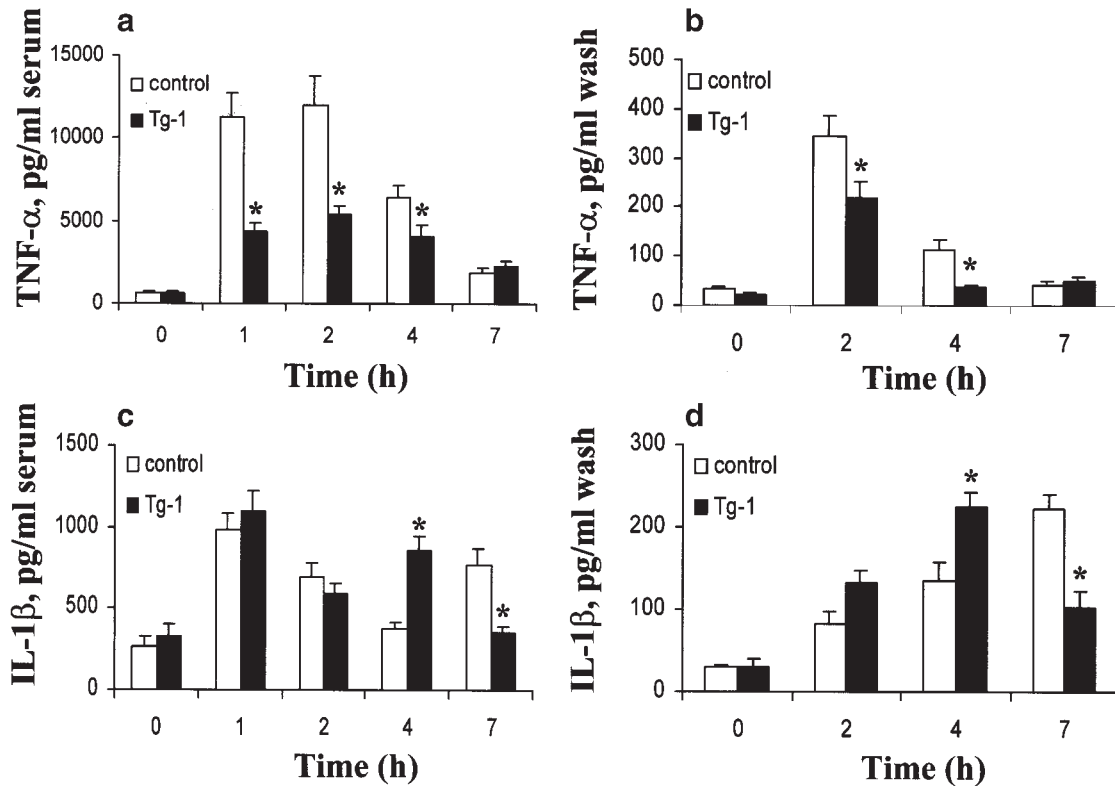 a
TNF-α, pg/ml serum
15000
10000
5000
0
control
Tg-1
*
*
*
0 1 2 4 7
Time (h)
b
TNF-α, pg/ml wash
500
400
300
200
100
0
control
Tg-1
*
*
0 2 4 7
Time (h)
c
IL-1β, pg/ml serum
1500
1000
500
0
control
Tg-1
*
*
0 1 2 4 7
Time (h)
d
IL-1β, pg/ml wash
300
200
100
0
control
Tg-1
*
*
0 2 4 7
Time (h)